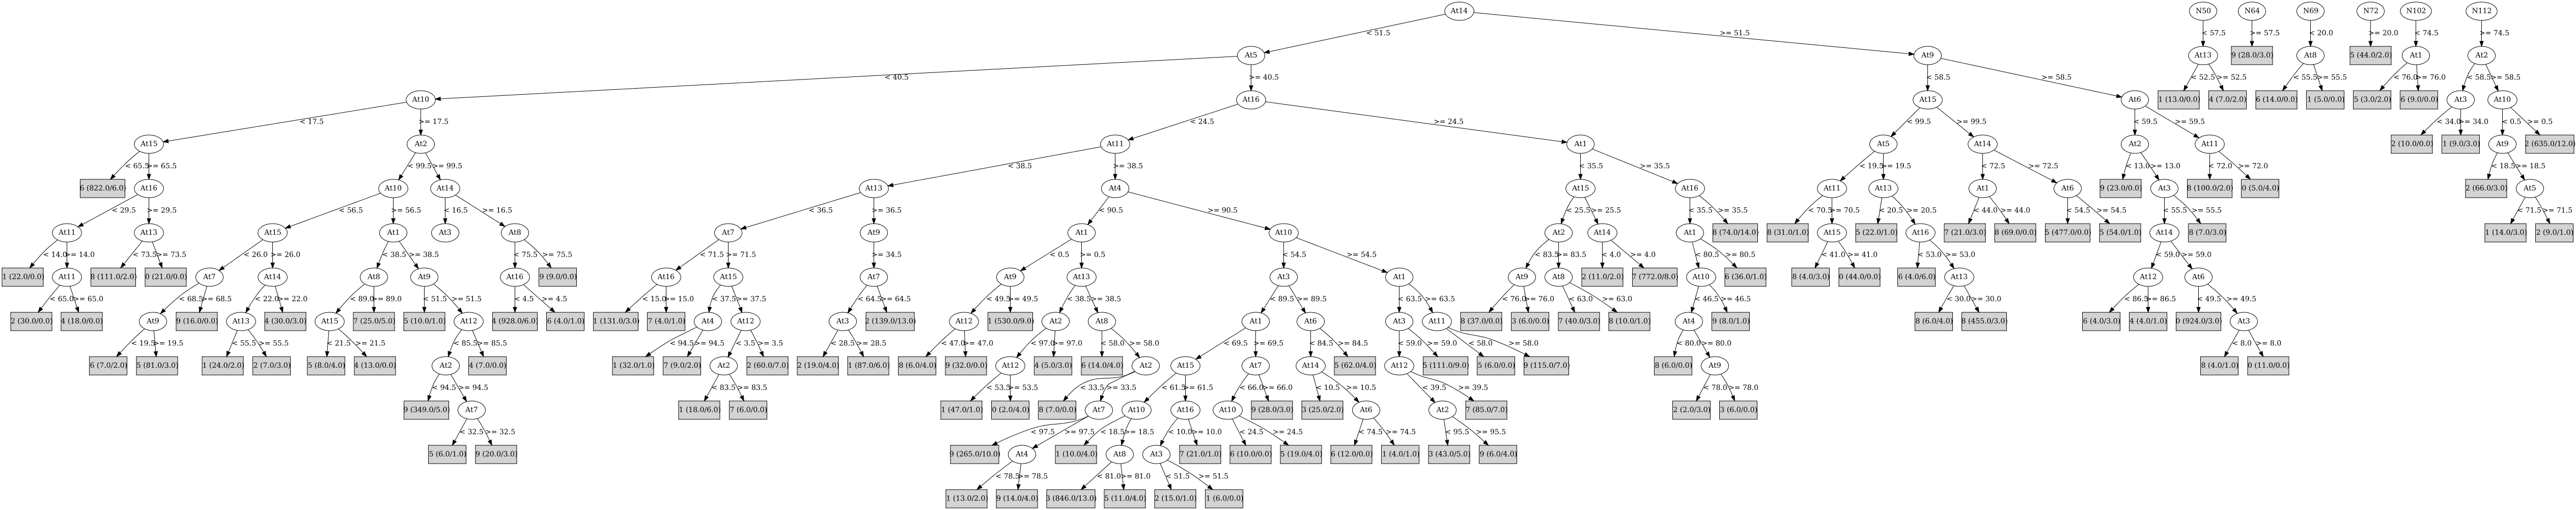 At14 N50 N64 N69 N72 N102 N112
< 51.5 >= 51.5 < 57.5 >= 57.5 < 20.0 >= 20.0 < 74.5 >= 74.5
At5 At9 At13 9 (28.0/3.0) At8 5 (44.0/2.0) At1 At2
< 40.5 >= 40.5 < 58.5 >= 58.5 < 52.5 >= 52.5 < 55.5 >= 55.5 < 76.0 >= 76.0 < 58.5 >= 58.5
At10 At16 At15 At6 1 (13.0/0.0) 4 (7.0/2.0) 6 (14.0/0.0) 1 (5.0/0.0) 5 (3.0/2.0) 6 (9.0/0.0) At3 At10
< 17.5 >= 17.5 < 24.5 >= 24.5 < 99.5 >= 99.5 < 59.5 >= 59.5 < 34.0 >= 34.0 < 0.5 >= 0.5
At15 At2 At11 At1 At5 At14 At2 At11 2 (10.0/0.0) 1 (9.0/3.0) At9 2 (635.0/12.0)
< 65.5 >= 65.5 < 99.5 >= 99.5 < 38.5 >= 38.5 < 35.5 >= 35.5 < 19.5 >= 19.5 < 72.5 >= 72.5 < 13.0 >= 13.0 < 72.0 >= 72.0 < 18.5 >= 18.5
6 (822.0/6.0) At16 At10 At14 At13 At4 At15 At16 At11 At13 At1 At6 9 (23.0/0.0) At3 8 (100.0/2.0) 0 (5.0/4.0) 2 (66.0/3.0) At5
< 29.5 >= 29.5 < 56.5 >= 56.5 < 16.5 >= 16.5 < 36.5 >= 36.5 < 90.5 >= 90.5 < 25.5 >= 25.5 < 35.5 >= 35.5 < 70.5 >= 70.5 < 20.5 >= 20.5 < 44.0 >= 44.0 < 54.5 >= 54.5 < 55.5 >= 55.5 < 71.5 >= 71.5
At11 At13 At15 At1 At3 At8 At7 At9 At1 At10 At2 At14 At1 8 (74.0/14.0) 8 (31.0/1.0) At15 5 (22.0/1.0) At16 7 (21.0/3.0) 8 (69.0/0.0) 5 (477.0/0.0) 5 (54.0/1.0) At14 8 (7.0/3.0) 1 (14.0/3.0) 2 (9.0/1.0)
< 14.0 >= 14.0 < 73.5 >= 73.5 < 26.0 >= 26.0 < 38.5 >= 38.5 < 75.5 >= 75.5 < 71.5 >= 71.5 >= 34.5 < 0.5 >= 0.5 < 54.5 >= 54.5 < 83.5 >= 83.5 < 4.0 >= 4.0 < 80.5 >= 80.5 < 41.0 >= 41.0 < 53.0 >= 53.0 < 59.0 >= 59.0
1 (22.0/0.0) At11 8 (111.0/2.0) 0 (21.0/0.0) At7 At14 At8 At9 At16 9 (9.0/0.0) At16 At15 At7 At9 At13 At3 At1 At9 At8 2 (11.0/2.0) 7 (772.0/8.0) At10 6 (36.0/1.0) 8 (4.0/3.0) 0 (44.0/0.0) 6 (4.0/6.0) At13 At12 At6
< 65.0 >= 65.0 < 68.5 >= 68.5 < 22.0 >= 22.0 < 89.0 >= 89.0 < 51.5 >= 51.5 < 4.5 >= 4.5 < 15.0 >= 15.0 < 37.5 >= 37.5 < 64.5 >= 64.5 < 49.5 >= 49.5 < 38.5 >= 38.5 < 89.5 >= 89.5 < 63.5 >= 63.5 < 76.0 >= 76.0 < 63.0 >= 63.0 < 46.5 >= 46.5 < 30.0 >= 30.0 < 86.5 >= 86.5 < 49.5 >= 49.5
2 (30.0/0.0) 4 (18.0/0.0) At9 9 (16.0/0.0) At13 4 (30.0/3.0) At15 7 (25.0/5.0) 5 (10.0/1.0) At12 4 (928.0/6.0) 6 (4.0/1.0) 1 (131.0/3.0) 7 (4.0/1.0) At4 At12 At3 2 (139.0/13.0) At12 1 (530.0/9.0) At2 At8 At1 At6 At3 At11 8 (37.0/0.0) 3 (6.0/0.0) 7 (40.0/3.0) 8 (10.0/1.0) At4 9 (8.0/1.0) 8 (6.0/4.0) 8 (455.0/3.0) 6 (4.0/3.0) 4 (4.0/1.0) 0 (924.0/3.0) At3
< 19.5 >= 19.5 < 55.5 >= 55.5 < 21.5 >= 21.5 < 85.5 >= 85.5 < 94.5 >= 94.5 < 3.5 >= 3.5 < 28.5 >= 28.5 < 47.0 >= 47.0 < 97.0 >= 97.0 < 58.0 >= 58.0 < 69.5 >= 69.5 < 84.5 >= 84.5 < 59.0 >= 59.0 < 58.0 >= 58.0 < 80.0 >= 80.0 < 8.0 >= 8.0
6 (7.0/2.0) 5 (81.0/3.0) 1 (24.0/2.0) 2 (7.0/3.0) 5 (8.0/4.0) 4 (13.0/0.0) At2 4 (7.0/0.0) 1 (32.0/1.0) 7 (9.0/2.0) At2 2 (60.0/7.0) 2 (19.0/4.0) 1 (87.0/6.0) 8 (6.0/4.0) 9 (32.0/0.0) At12 4 (5.0/3.0) 6 (14.0/4.0) At2 At15 At7 At14 5 (62.0/4.0) At12 5 (111.0/9.0) 5 (6.0/0.0) 9 (115.0/7.0) 8 (6.0/0.0) At9 8 (4.0/1.0) 0 (11.0/0.0)
< 94.5 >= 94.5 < 83.5 >= 83.5 < 53.5 >= 53.5 < 33.5 >= 33.5 < 61.5 >= 61.5 < 66.0 >= 66.0 < 10.5 >= 10.5 < 39.5 >= 39.5 < 78.0 >= 78.0
9 (349.0/5.0) At7 1 (18.0/6.0) 7 (6.0/0.0) 1 (47.0/1.0) 0 (2.0/4.0) 8 (7.0/0.0) At7 At10 At16 At10 9 (28.0/3.0) 3 (25.0/2.0) At6 At2 7 (85.0/7.0) 2 (2.0/3.0) 3 (6.0/0.0)
< 32.5 >= 32.5 < 97.5 >= 97.5 < 18.5 >= 18.5 < 10.0 >= 10.0 < 24.5 >= 24.5 < 74.5 >= 74.5 < 95.5 >= 95.5
5 (6.0/1.0) 9 (20.0/3.0) 9 (265.0/10.0) At4 1 (10.0/4.0) At8 At3 7 (21.0/1.0) 6 (10.0/0.0) 5 (19.0/4.0) 6 (12.0/0.0) 1 (4.0/1.0) 3 (43.0/5.0) 9 (6.0/4.0)
< 78.5 >= 78.5 < 81.0 >= 81.0 < 51.5 >= 51.5
1 (13.0/2.0) 9 (14.0/4.0) 3 (846.0/13.0) 5 (11.0/4.0) 2 (15.0/1.0) 1 (6.0/0.0)